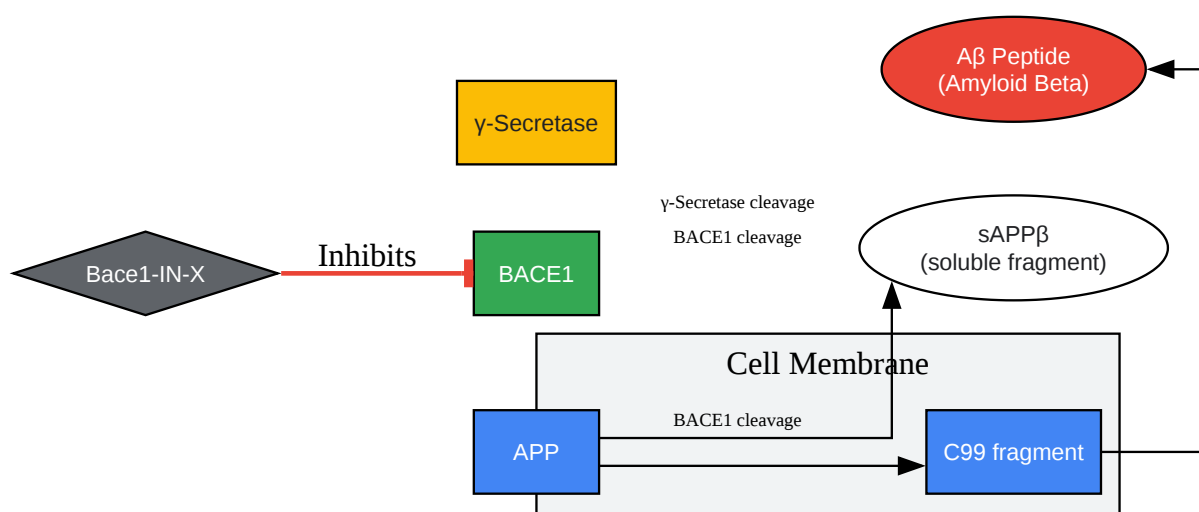 Aβ Peptide
(Amyloid Beta)
γ-Secretase
γ-Secretase cleavage
BACE1 cleavage
sAPPβ
(soluble fragment)
Bace1-IN-X
Inhibits
BACE1
Cell Membrane
BACE1 cleavage
APP
C99 fragment